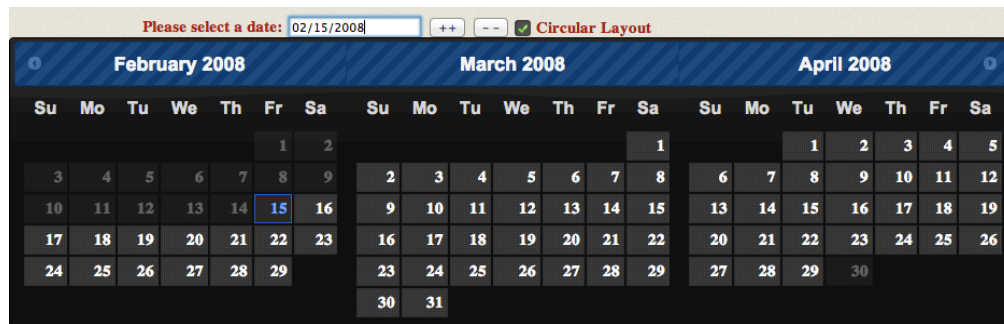 Please select a date: 02/15/2008 ++ -- Circular Layout
February 2008 March 2008 April 2008
Su Mo Tu We Th Fr Sa Su Mo Tu We Th Fr Sa Su Mo Tu We Th Fr Sa
1 2 1 1 2 3 4 5
3 4 5 6 7 8 9 2 3 4 5 6 7 8 6 7 8 9 10 11 12
10 11 12 13 14 15 16 9 10 11 12 13 14 15 13 14 15 16 17 18 19
17 18 19 20 21 22 23 16 17 18 19 20 21 22 20 21 22 23 24 25 26
24 25 26 27 28 29 23 24 25 26 27 28 29 27 28 29 30
30 31